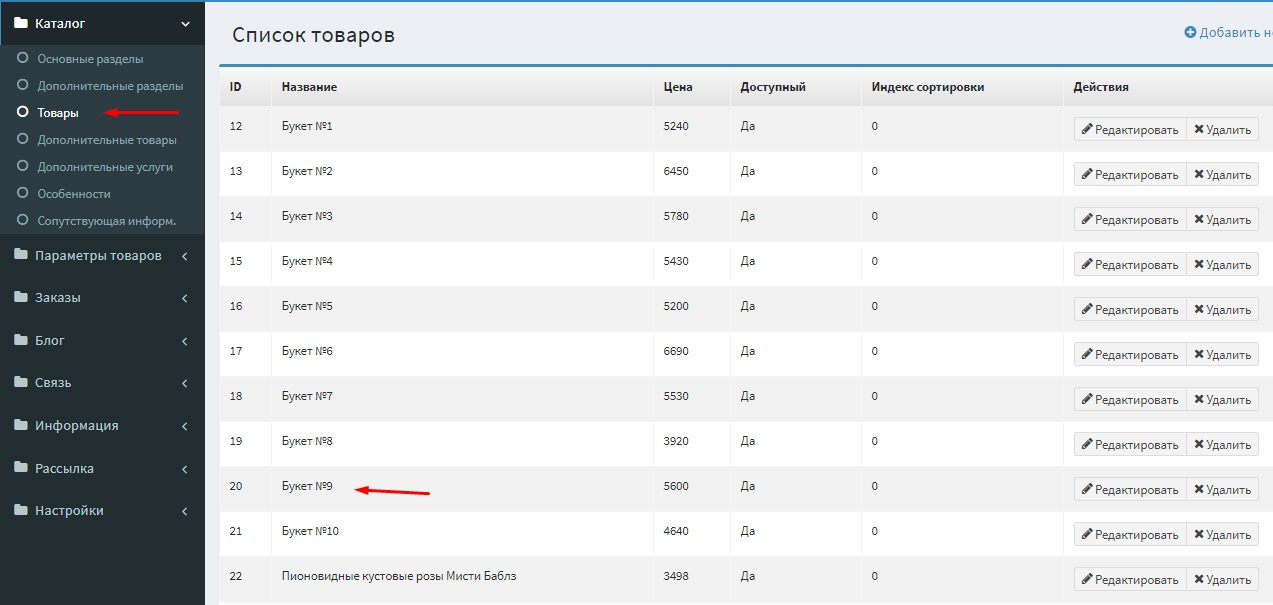 Каталог
Основные разделы
Дополнительные разделы
Товары
Дополнительные товары
Дополнительные услуги
Особенности
Сопутствующая информ.
Параметры товаров
Заказы
Блог
Связь
Информация
Рассылка
Настройки
Список товаров
Добавить
ID Название Цена Доступный Индекс сортировки Действия
12 Букет №1 5240 Да 0 Редактировать Удалить
13 Букет №2 6450 Да 0 Редактировать Удалить
14 Букет №3 5780 Да 0 Редактировать Удалить
15 Букет №4 5430 Да 0 Редактировать Удалить
16 Букет №5 5200 Да 0 Редактировать Удалить
17 Букет №6 6690 Да 0 Редактировать Удалить
18 Букет №7 5530 Да 0 Редактировать Удалить
19 Букет №8 3920 Да 0 Редактировать Удалить
20 Букет №9 5600 Да 0 Редактировать Удалить
21 Букет №10 4640 Да 0 Редактировать Удалить
22 Пионовидные кустовые розы Мисти Баблз 3498 Да 0 Редактировать Удалить